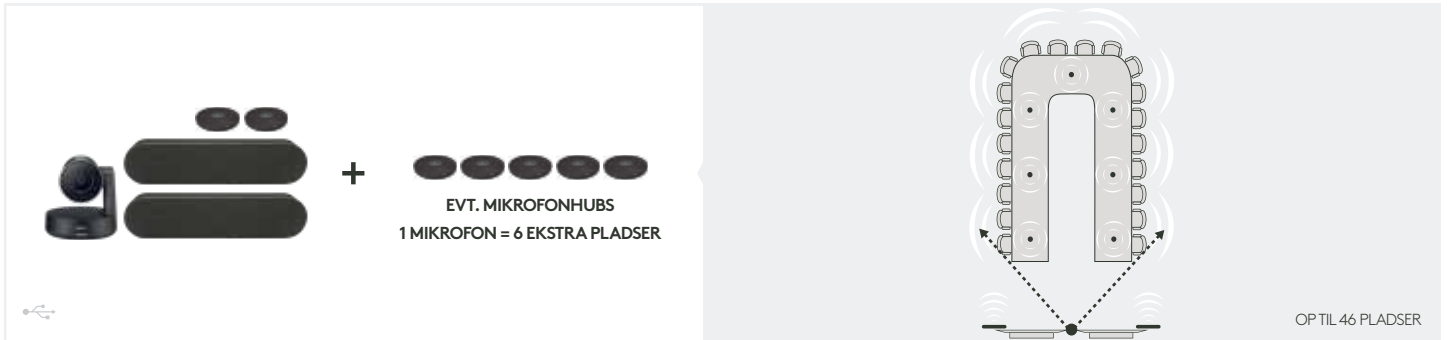 EVT. MIKROFONHUBS
1 MIKROFON = 6 EKSTRA PLADSER
OP TIL 46 PLADSER